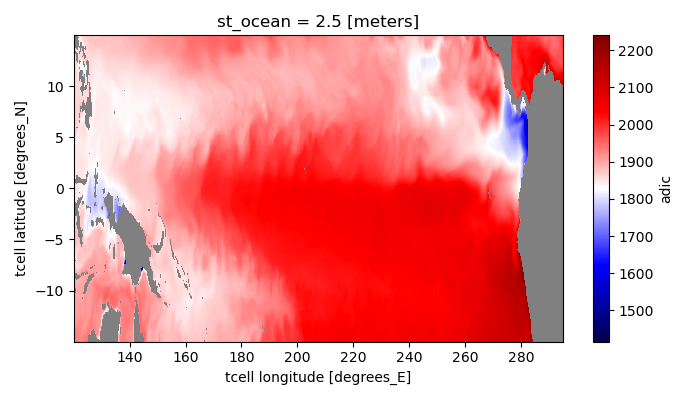 st_ocean = 2.5 [meters]
10
5
0
−5
−10
tcell latitude [degrees_N]
140 160 180 200 220 240 260 280
tcell longitude [degrees_E]
2200
2100
2000
1900
1800
1700
1600
1500
adic